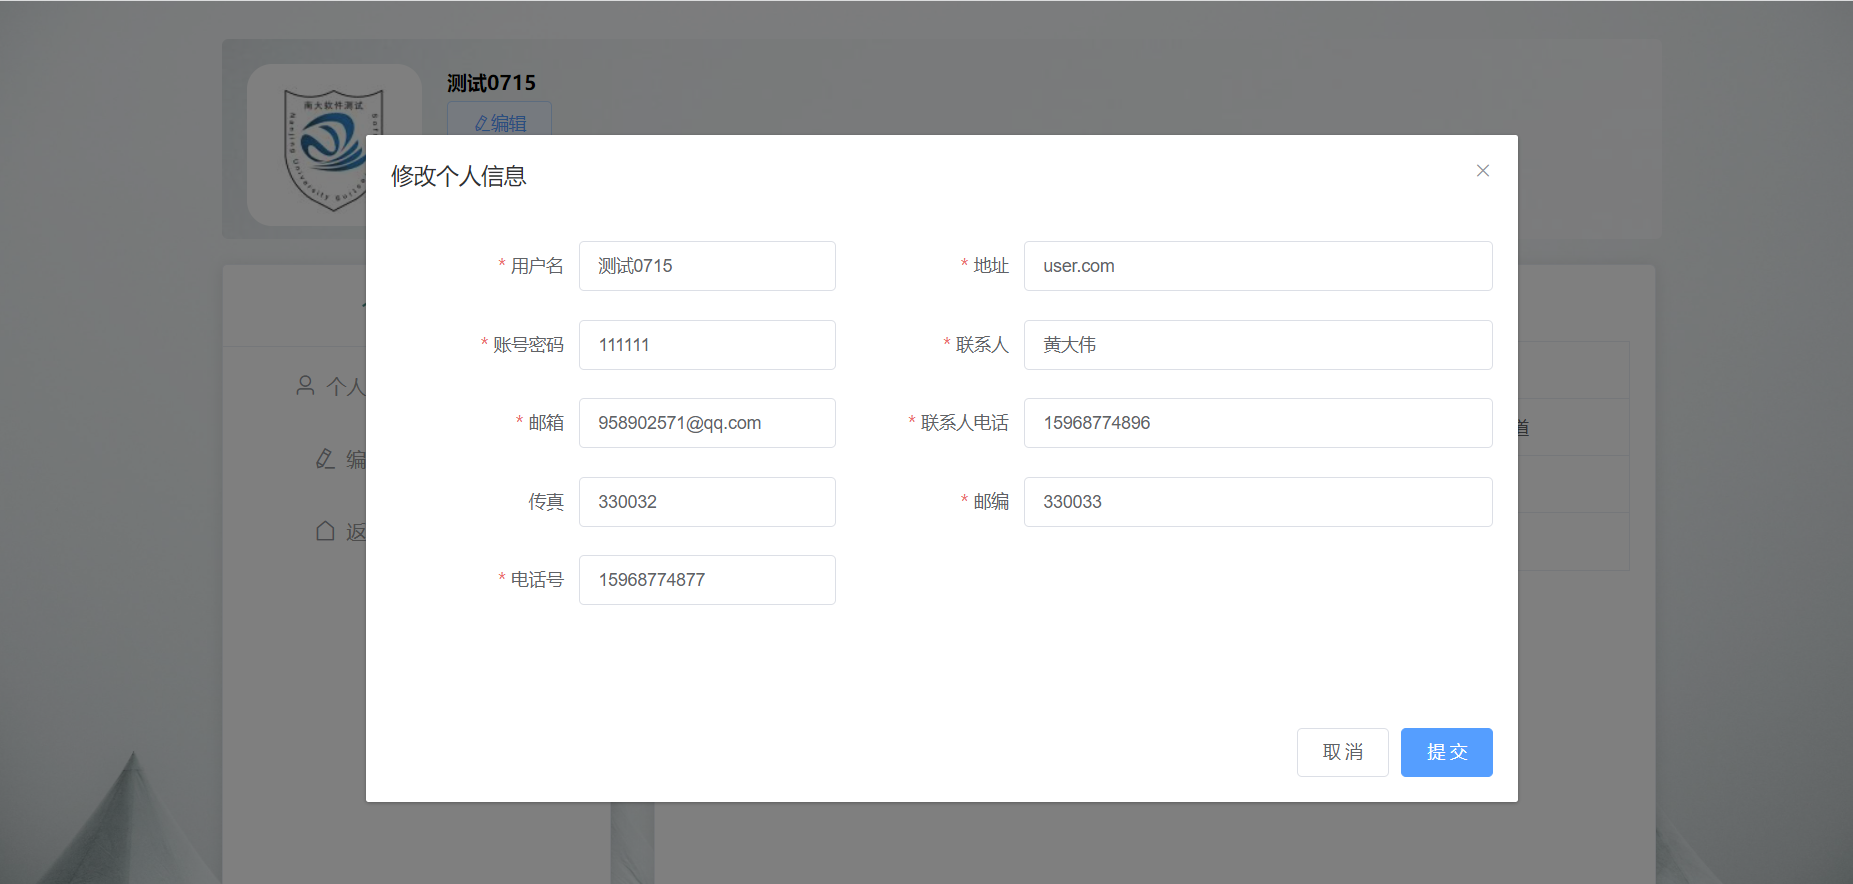 测试0715
编辑
南大软件测试
Nanjing University
修改个人信息
* 用户名 测试0715
* 地址 user.com
* 账号密码 111111
* 联系人 黄大伟
* 邮箱 958902571@qq.com
* 联系人电话 15968774896
传真 330032
* 邮编 330033
* 电话号 15968774877
个人
编
返
道
取消
提交